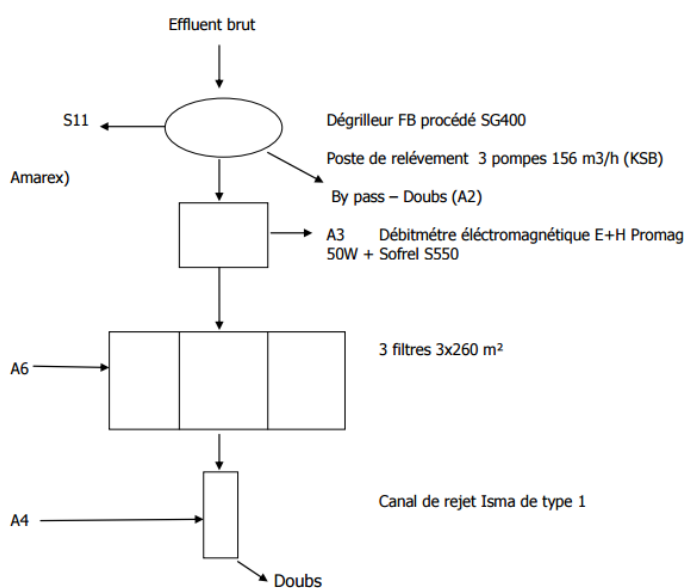 Effluent brut
S11
Dégrilleur FB procédé SG400
Poste de relévement 3 pompes 156 m3/h (KSB)
Amarex)
By pass – Doubs (A2)
A3 Débitmétre éléctromagnétique E+H Promag
50W + Sofrel S550
3 filtres 3x260 m²
A6
Canal de rejet Isma de type 1
A4
Doubs